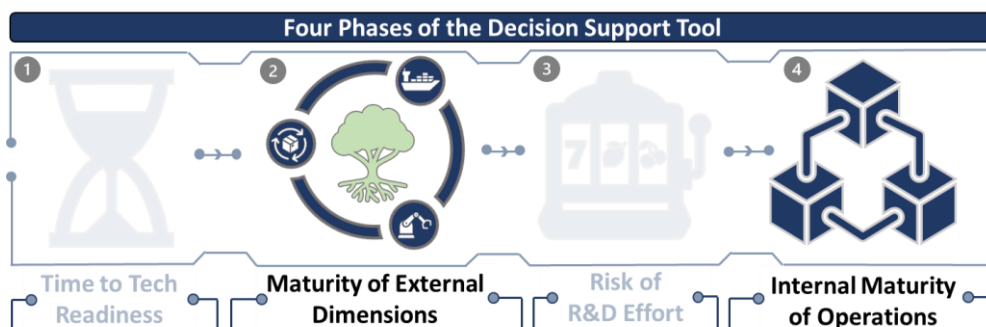 Four Phases of the Decision Support Tool
1
2
3
4
7
Time to Tech
Readiness
Maturity of External
Dimensions
Risk of
R&D Effort
Internal Maturity
of Operations